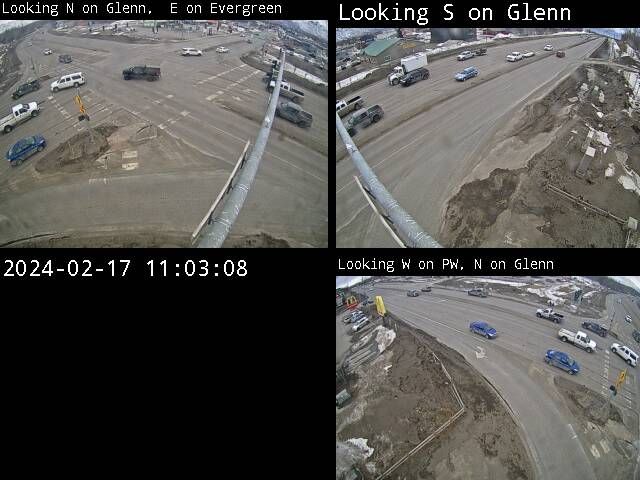 Looking N on Glenn, E on Evergreen
Looking S on Glenn
2024-02-17 11:03:08
Looking W on PW, N on Glenn